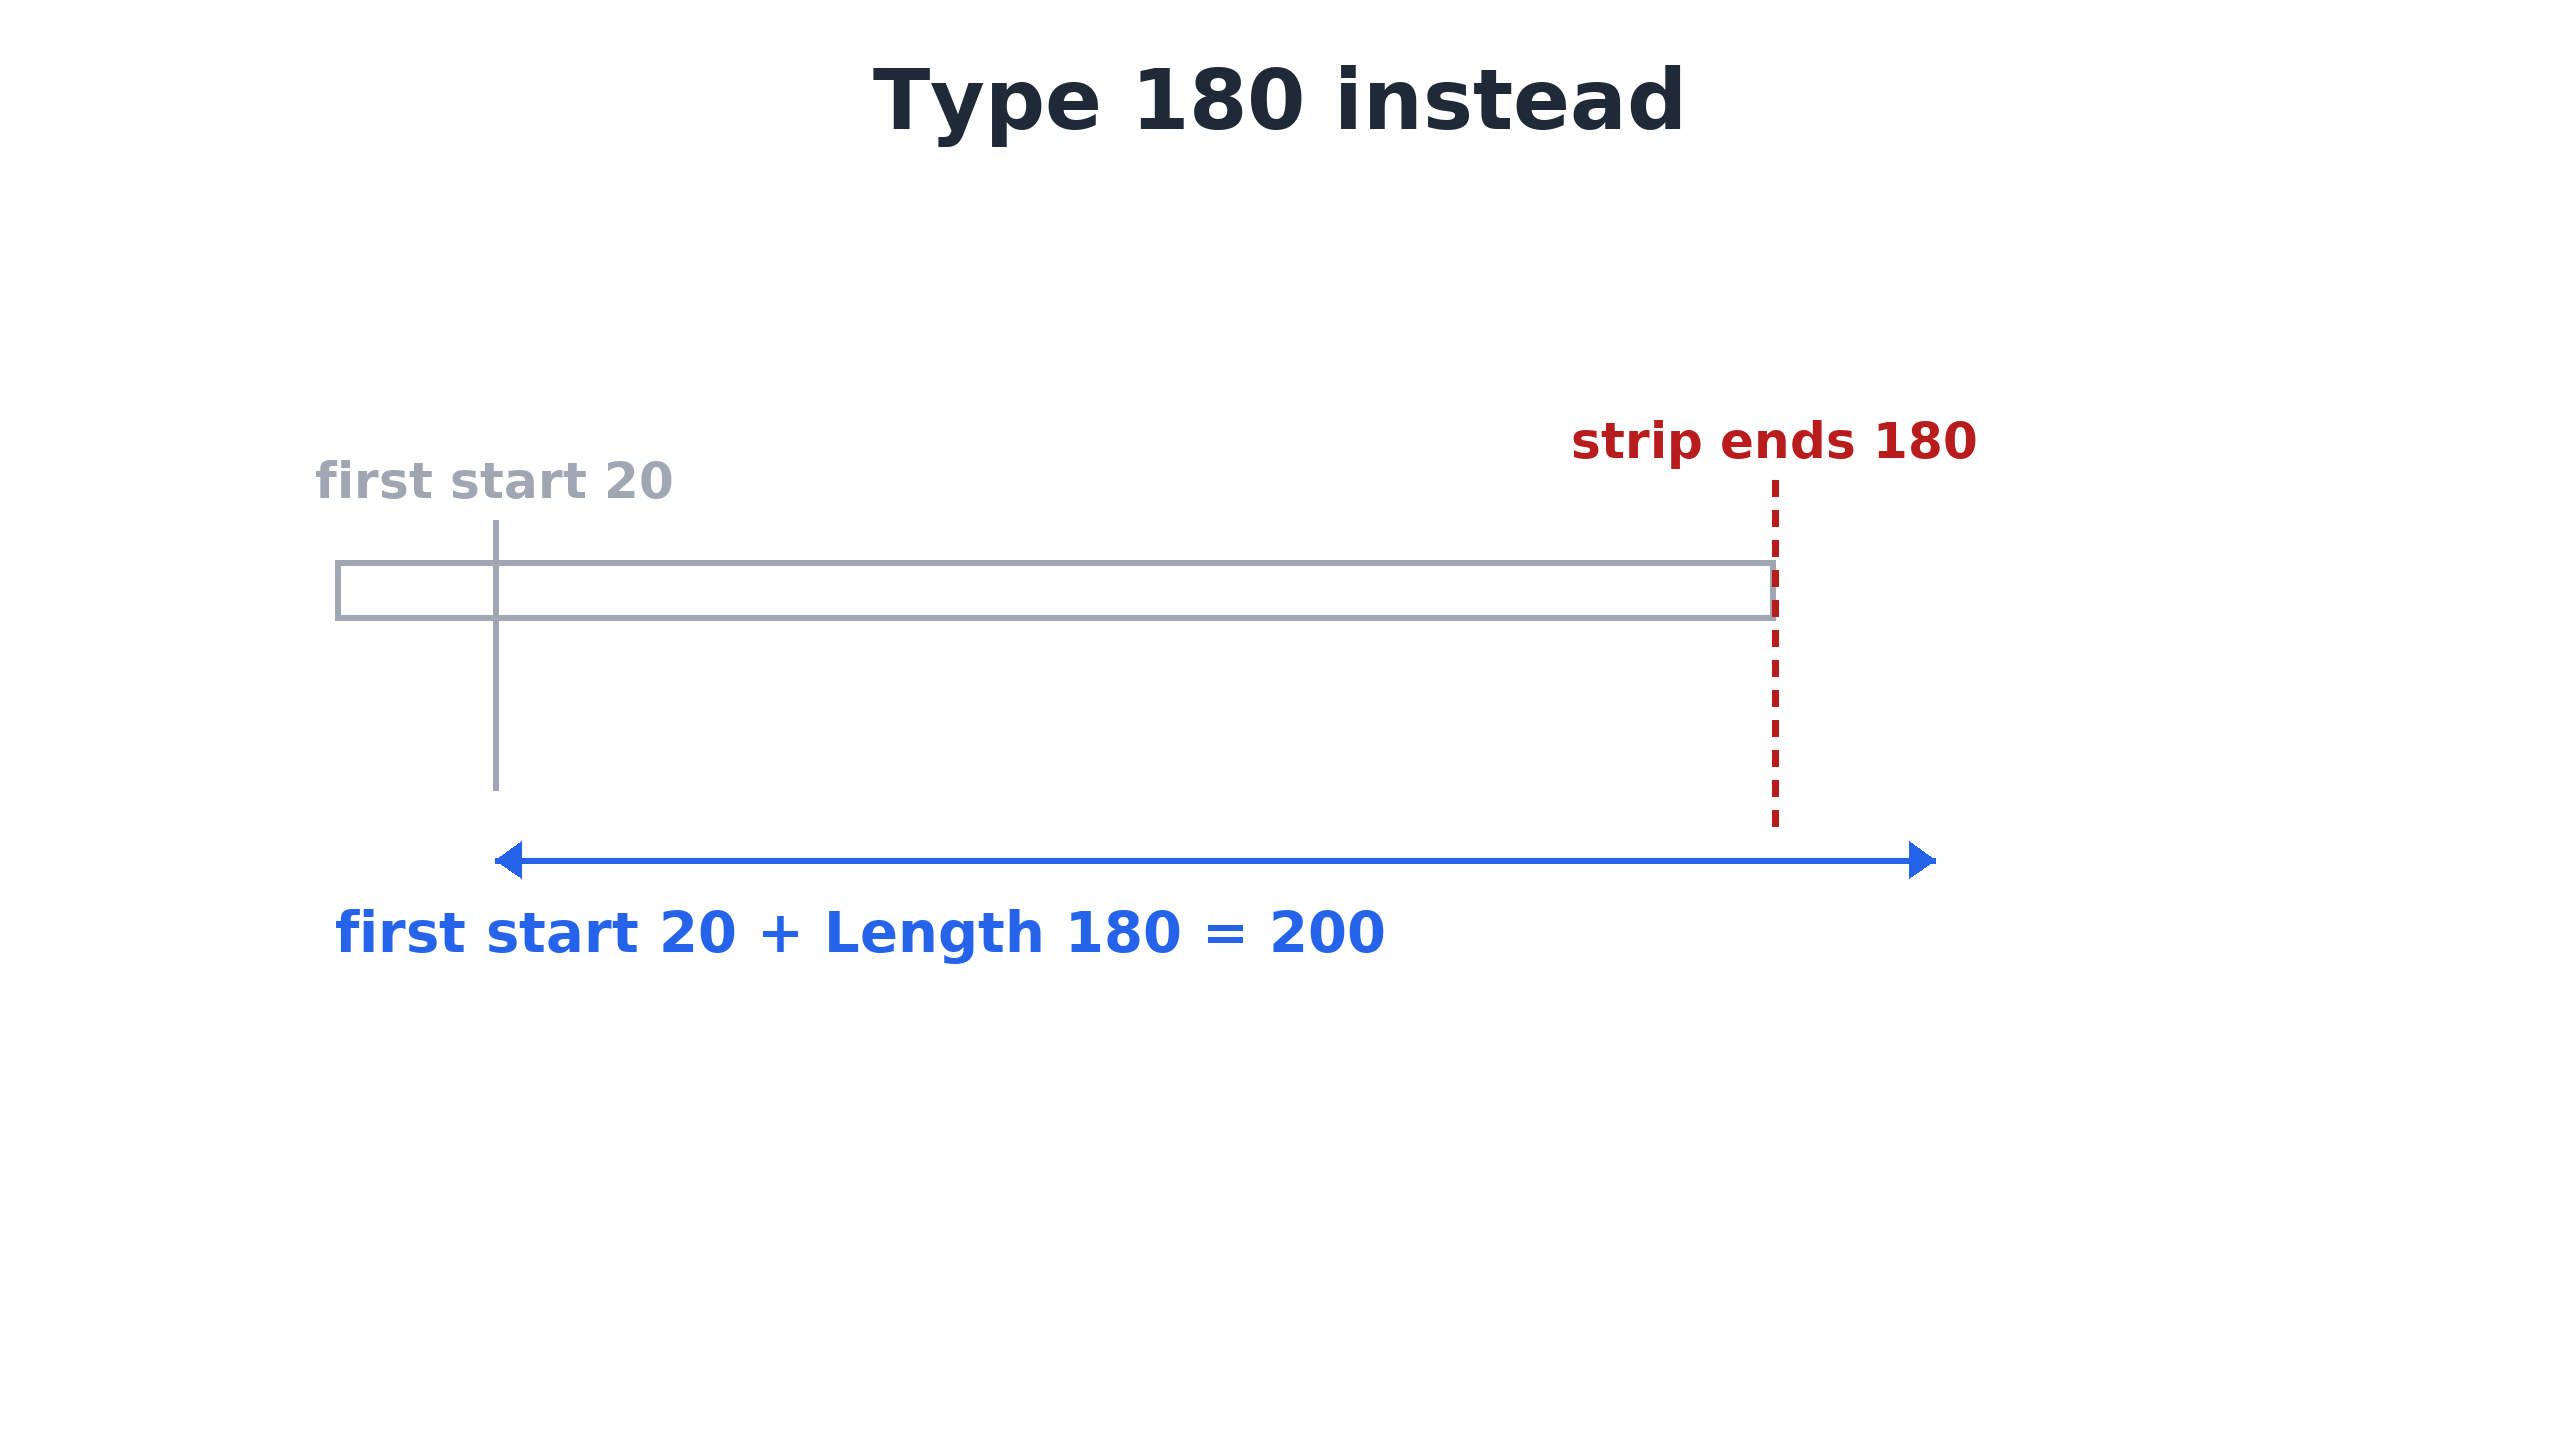 Type 180 instead
strip ends 180
first start 20
first start 20 + Length 180 = 200